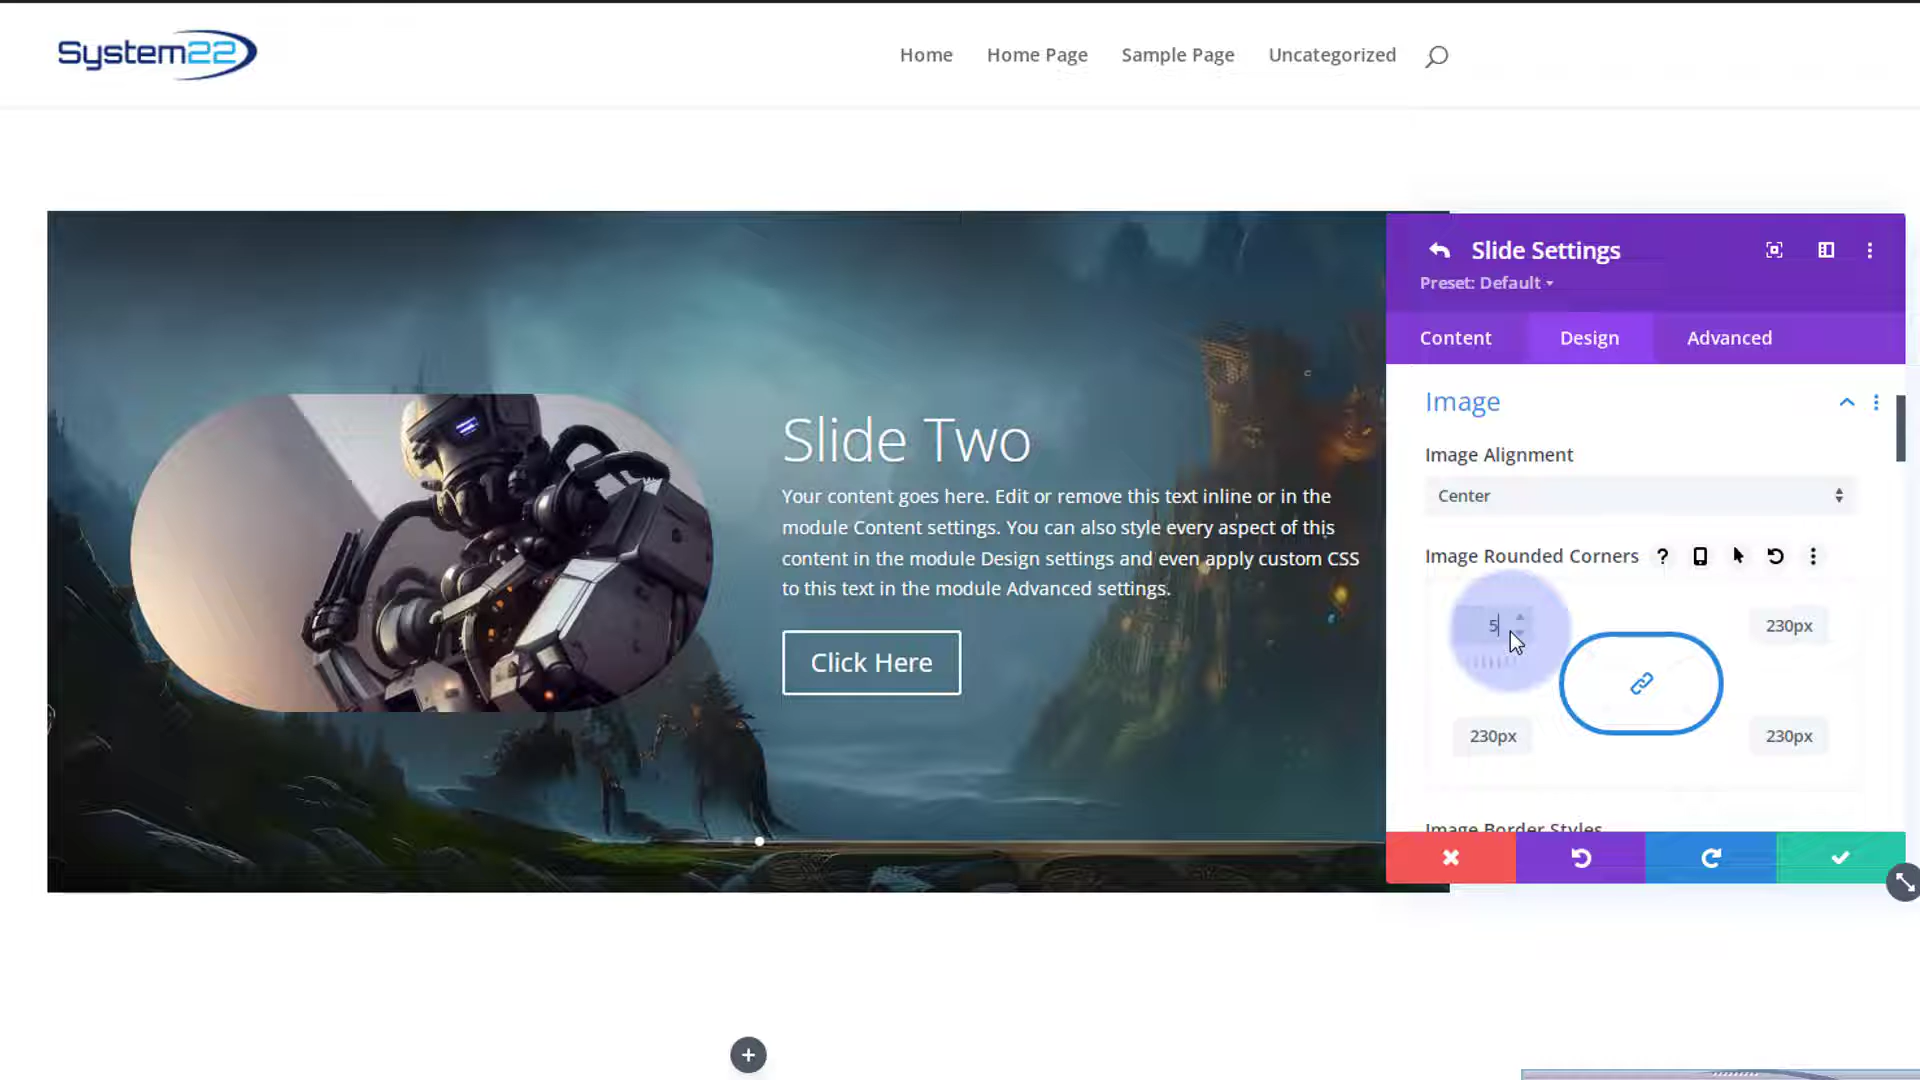 System22
Home
Home Page
Sample Page
Uncategorized
Slide Settings
Preset: Default
Content
Design
Advanced
Image
Image Alignment
Center
Image Rounded Corners ?
5
230px
230px
230px
Image Border Styles
Slide Two
Your content goes here. Edit or remove this text inline or in the
module Content settings. You can also style every aspect of this
content in the module Design settings and even apply custom CSS
to this text in the module Advanced settings.
Click Here